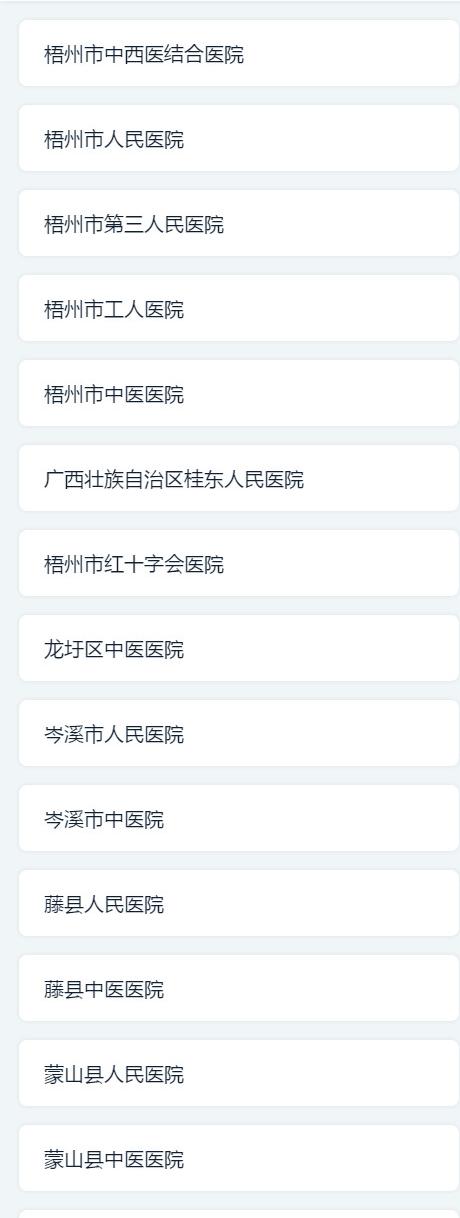 梧州市中西医结合医院
梧州市人民医院
梧州市第三人民医院
梧州市工人医院
梧州市中医医院
广西壮族自治区桂东人民医院
梧州市红十字会医院
龙圩区中医医院
岑溪市人民医院
岑溪市中医院
藤县人民医院
藤县中医医院
蒙山县人民医院
蒙山县中医医院